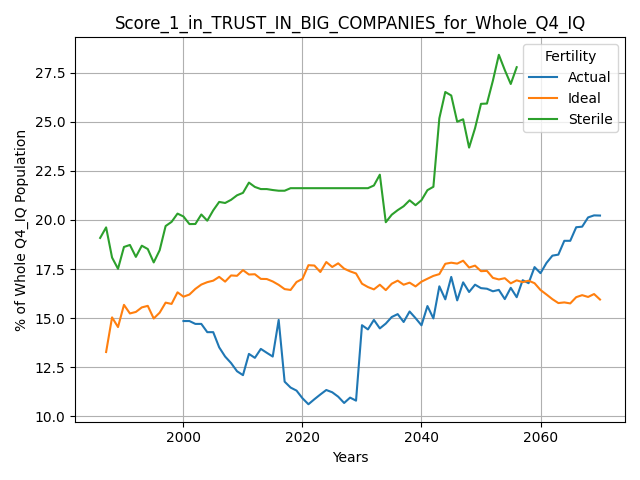 Score_1_in_TRUST_IN_BIG_COMPANIES_for_Whole_Q4_IQ
Fertility
Actual
Ideal
Sterile
% of Whole Q4_IQ Population
27.5
25.0
22.5
20.0
17.5
15.0
12.5
10.0
2000
2020
2040
2060
Years